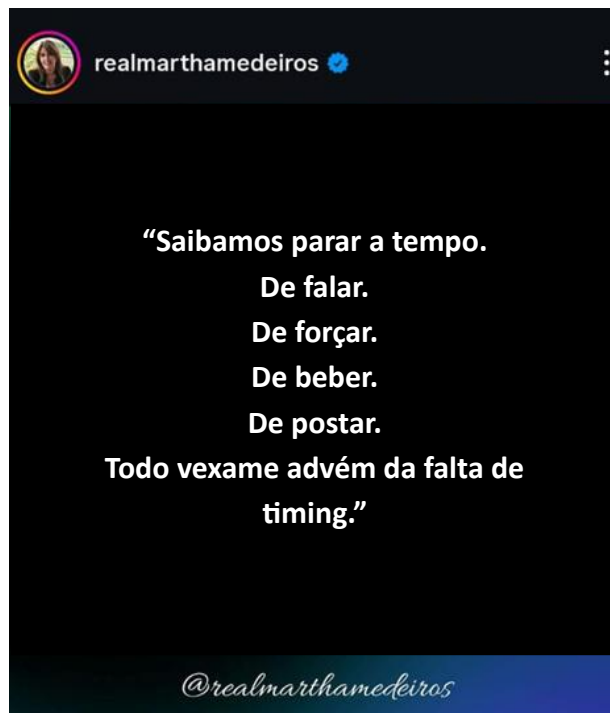 realmarthamedeiros
“Saibamos parar a tempo.
De falar.
De forçar.
De beber.
De postar.
Todo vexame advém da falta de
timing.”
@realmarthamedeiros